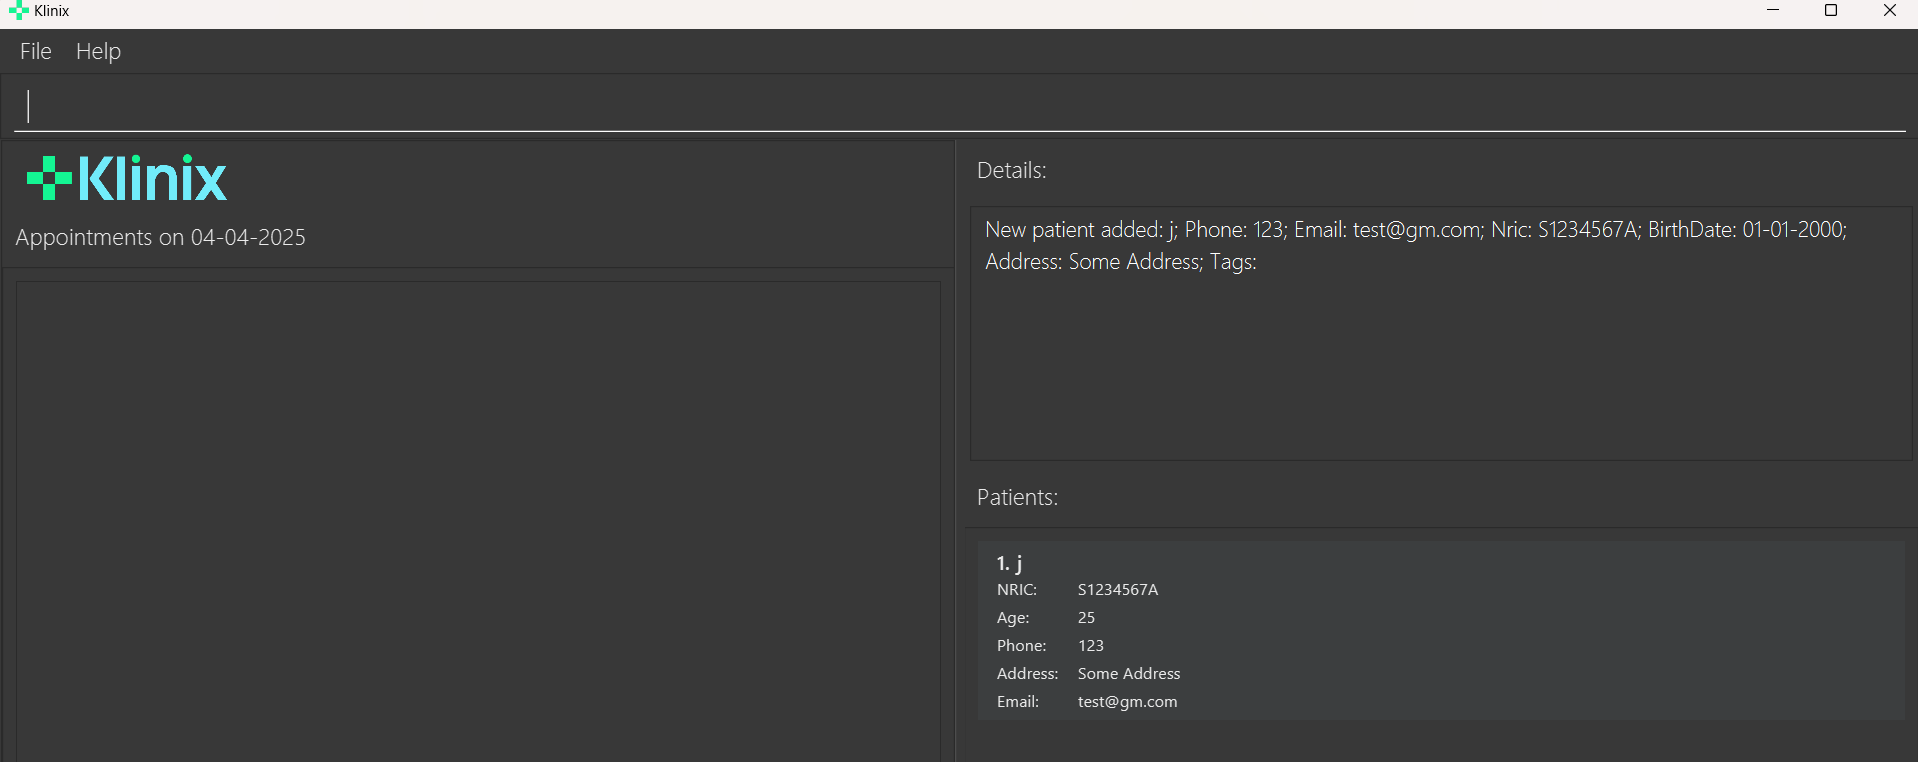 Klinix
File Help
Klinix
Appointments on 04-04-2025
Details:
New patient added: j; Phone: 123; Email: test@gm.com; Nric: S1234567A; BirthDate: 01-01-2000;
Address: Some Address; Tags:
Patients:
1. j
NRIC: S1234567A
Age: 25
Phone: 123
Address: Some Address
Email: test@gm.com